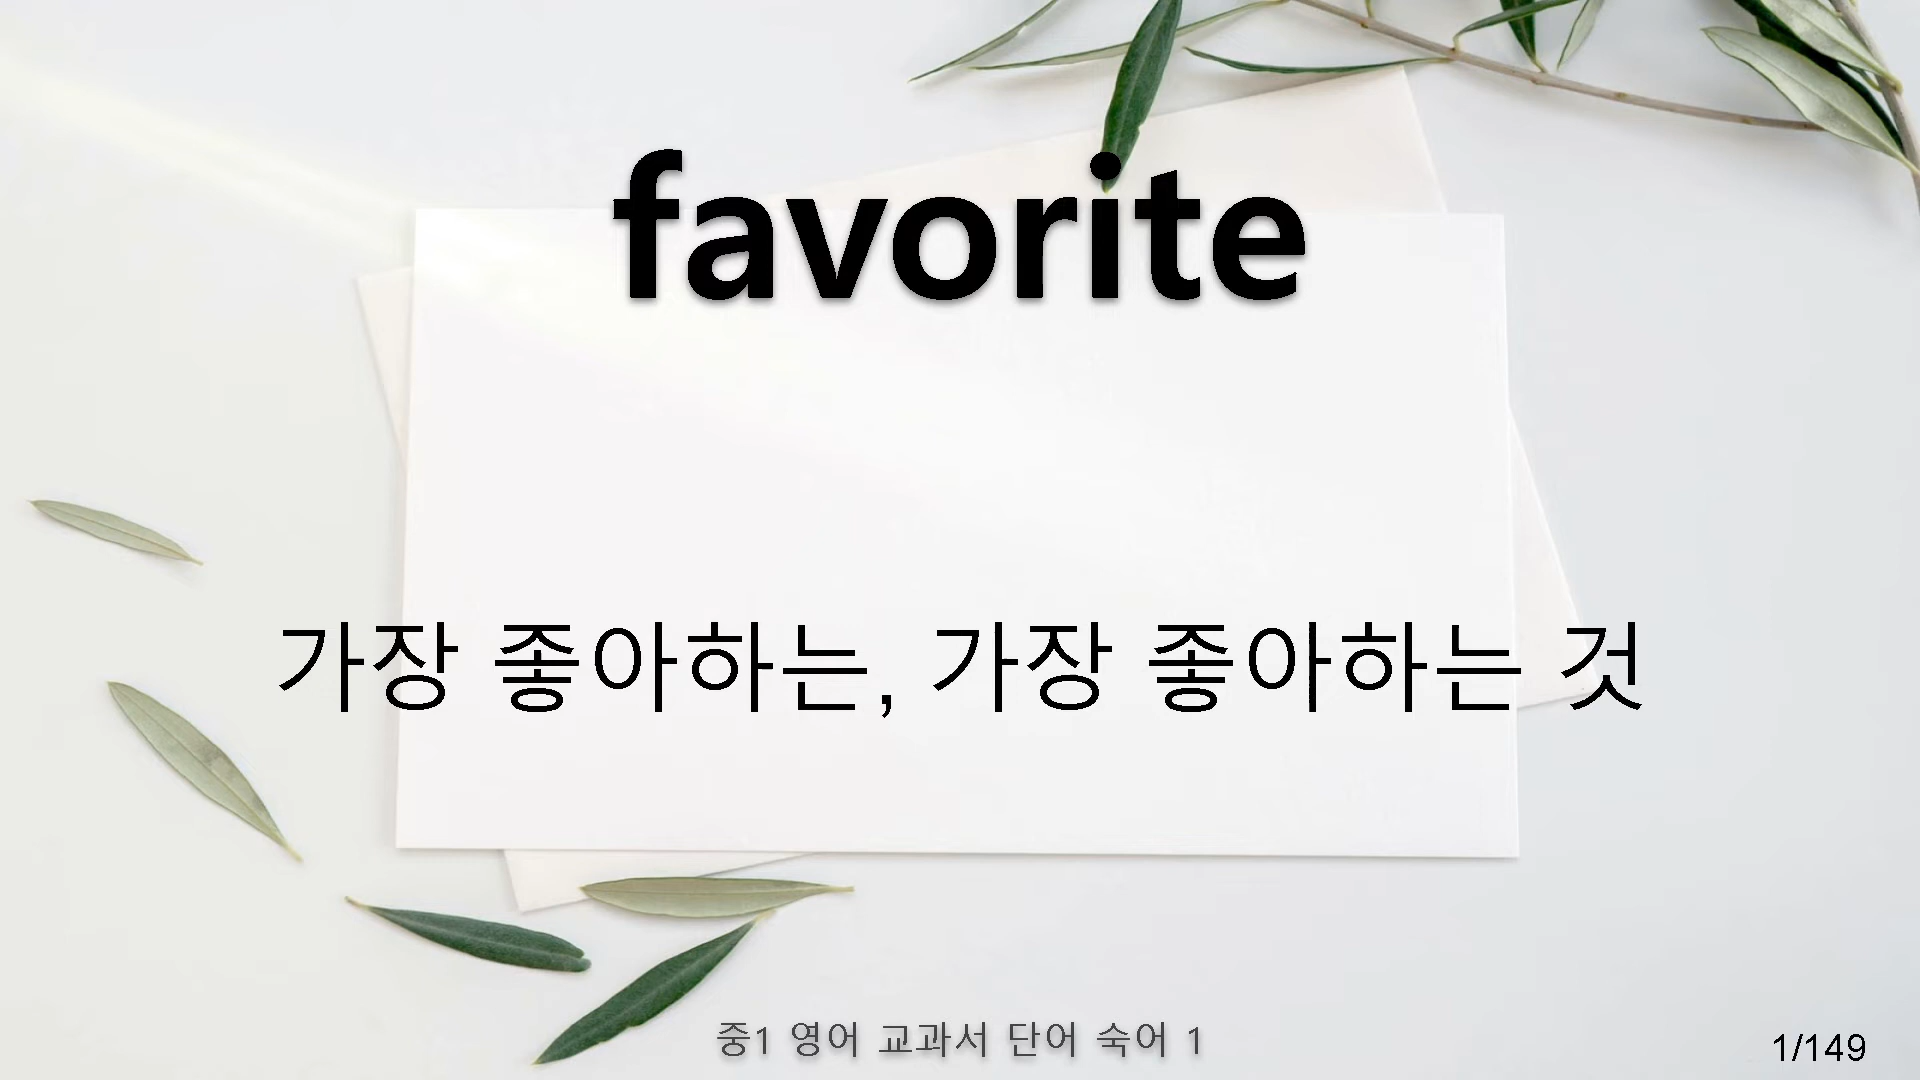 favorite
가장 좋아하는, 가장 좋아하는 것
중1 영어 교과서 단어 숙어 1
1/149